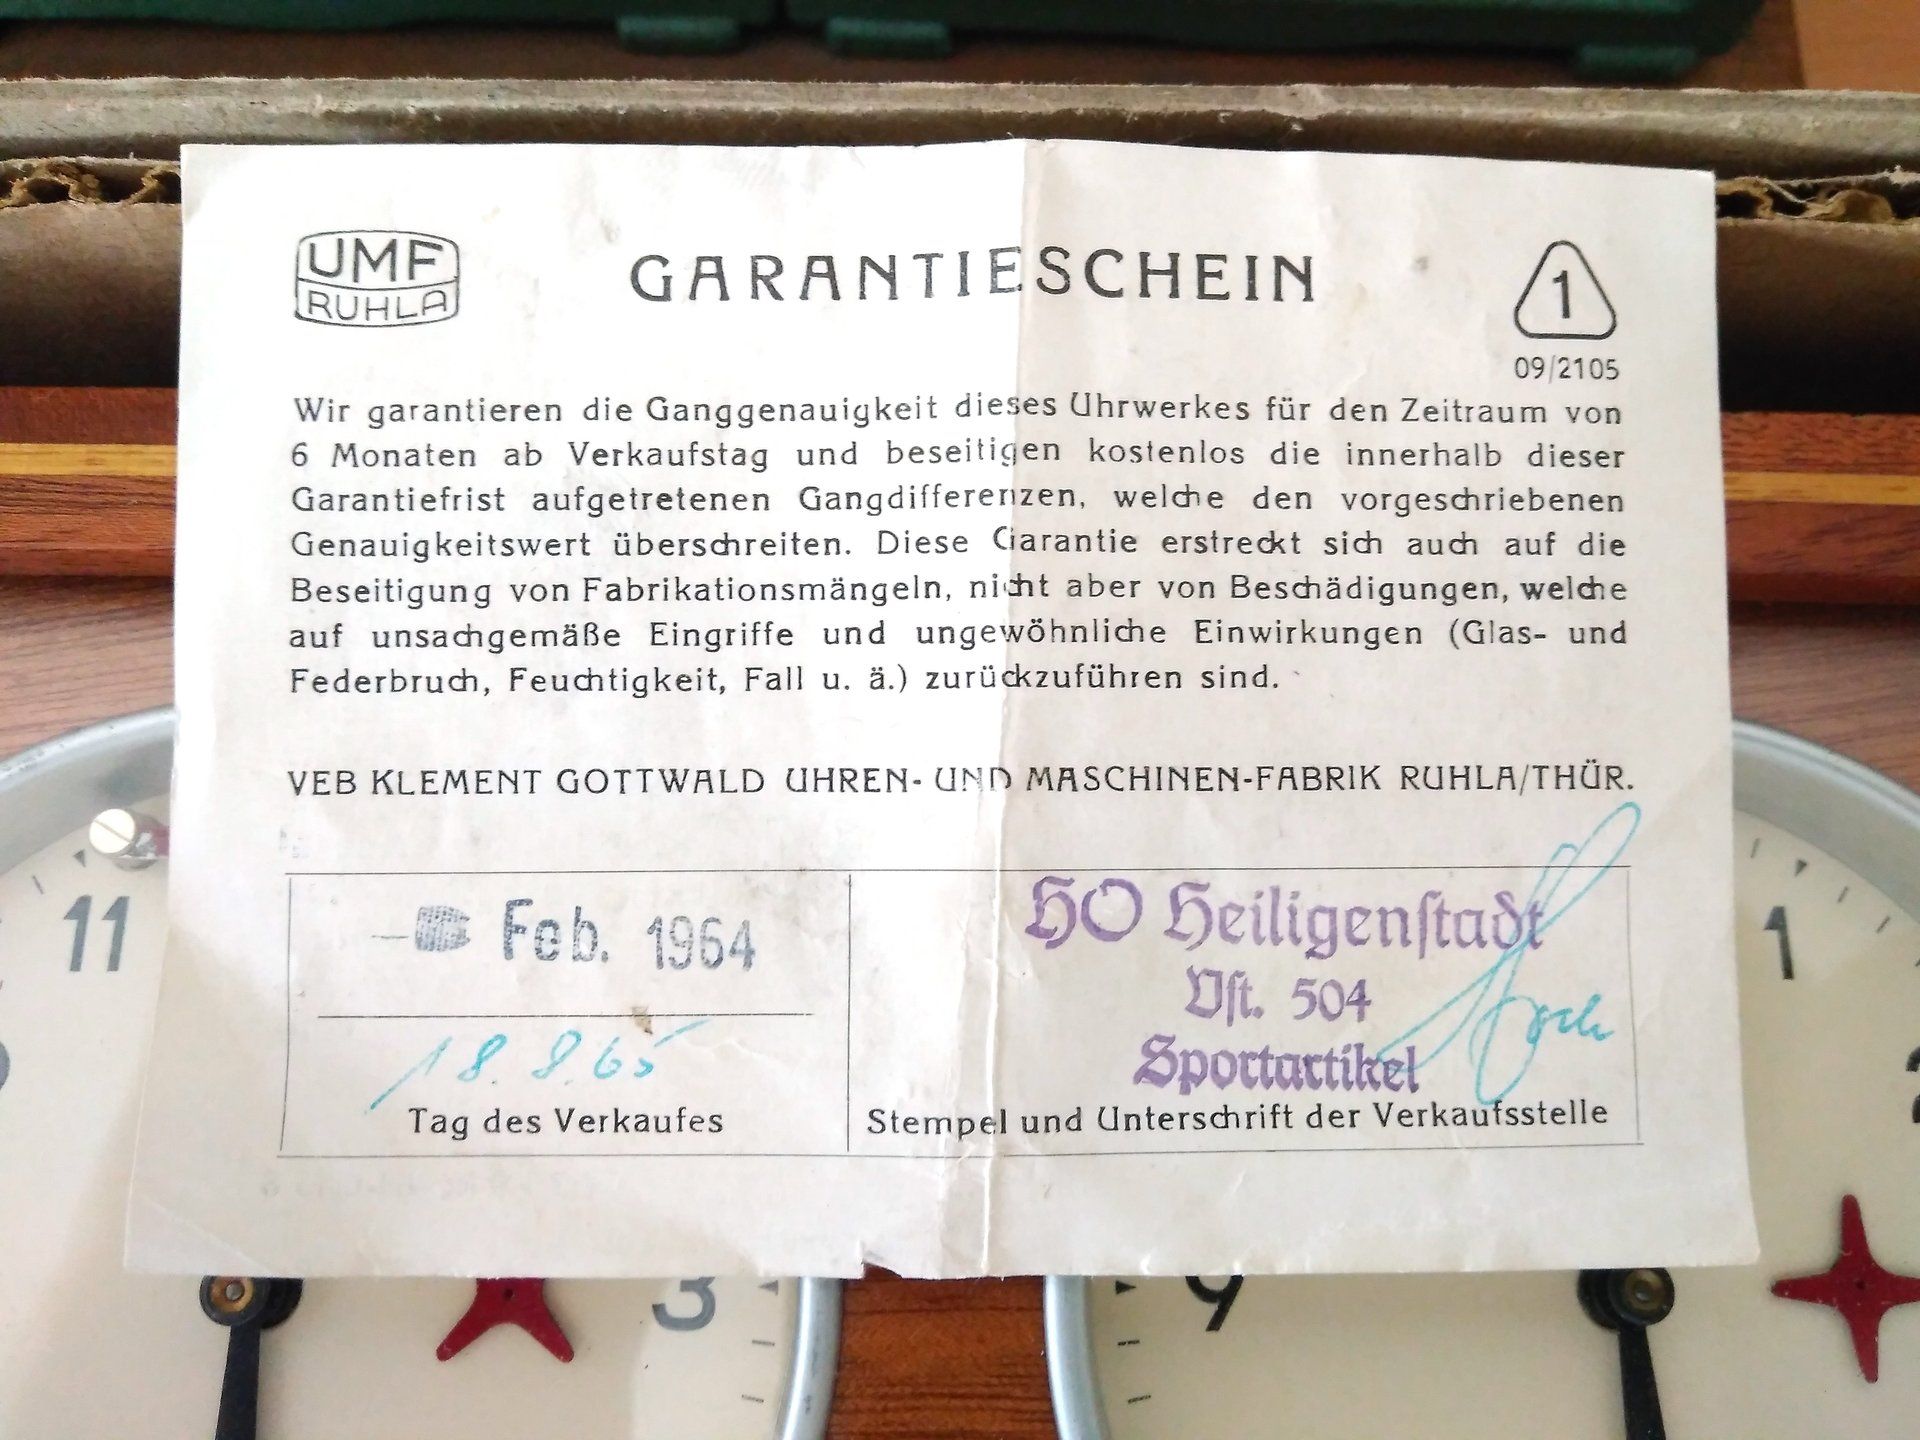 UMF
RUHLA
GARANTIESCHEIN
1
09/2105
Wir garantieren die Ganggenauigkeit dieses Uhrwerkes für den Zeitraum von
6 Monaten ab Verkaufstag und beseitigen kostenlos die innerhalb dieser
Garantiefrist aufgetretenen Gangdifferenzen, welche den vorgeschriebenen
Genauigkeitswert überschreiten. Diese Garantie erstreckt sich auch auf die
Beseitigung von Fabrikationsmängeln, nicht aber von Beschädigungen, welche
auf unsachgemäße Eingriffe und ungewöhnliche Einwirkungen (Glas- und
Federbruch, Feuchtigkeit, Fall u. ä.) zurückzuführen sind.
VEB KLEMENT GOTTWALD UHREN- UND MASCHINEN-FABRIK RUHLA/THÜR.
Feb. 1964
18.8.65
Tag des Verkaufes
HO Heiligenstadt
Vst. 504
Sportartikel
Stempel und Unterschrift der Verkaufsstelle
11
3
9
1
2